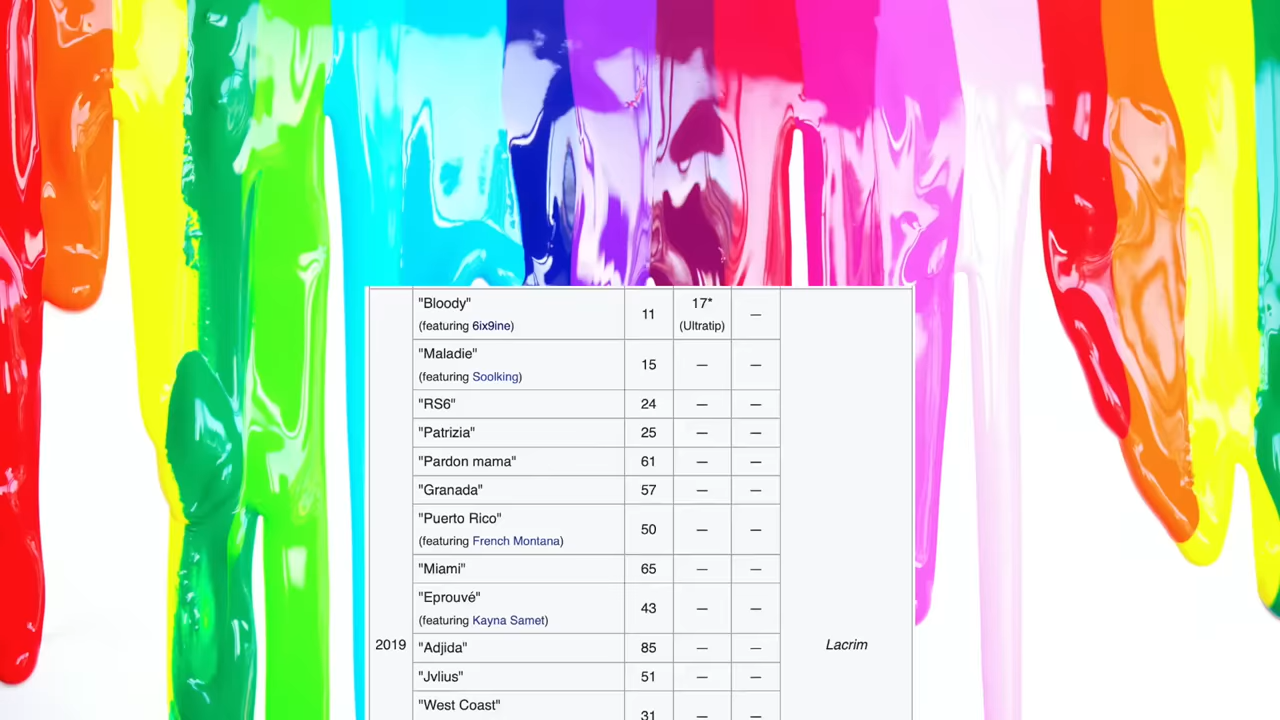 "Bloody"
(featuring 6ix9ine)
11
17*
(Ultratip)
—
"Maladie"
(featuring Soolking)
15
—
—
"RS6"
24
—
—
"Patrizia"
25
—
—
"Pardon mama"
61
—
—
"Granada"
57
—
—
"Puerto Rico"
(featuring French Montana)
50
—
—
"Miami"
65
—
—
"Eprouvé"
(featuring Kayna Samet)
43
—
—
2019
"Adjida"
85
—
—
Lacrim
"Jvlius"
51
—
—
"West Coast"
31
—
—